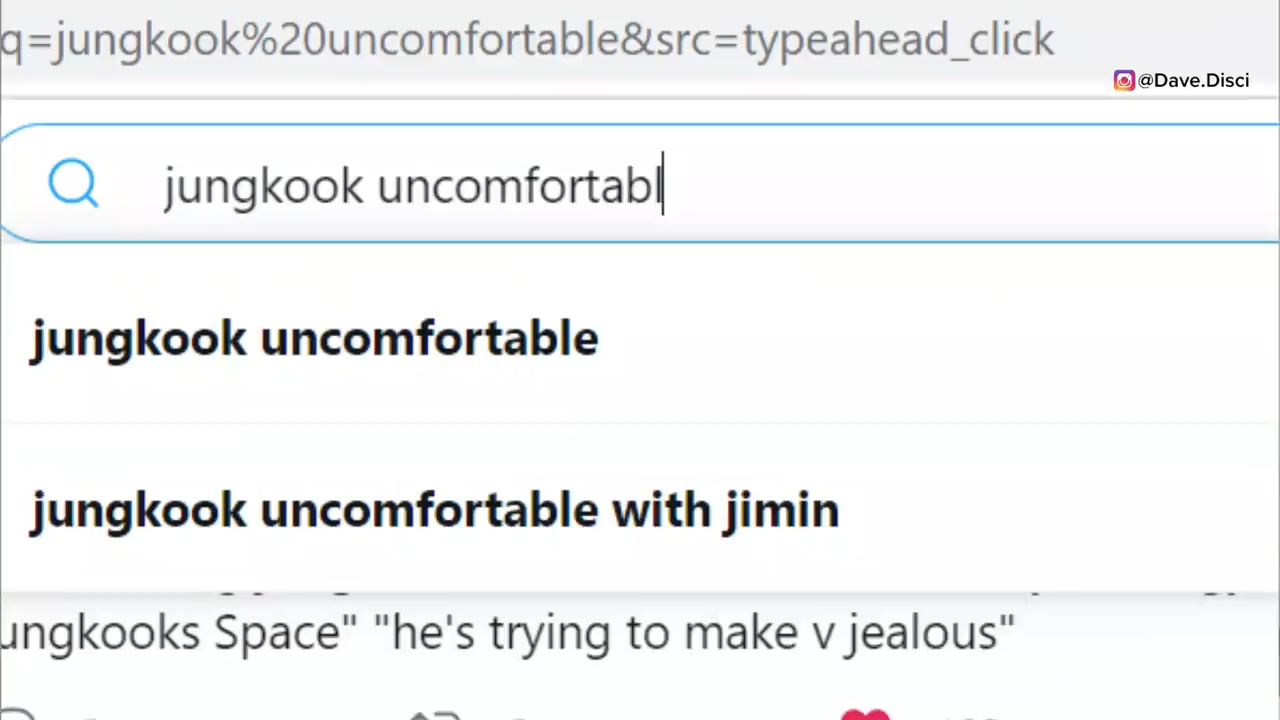 q=jungkook%20uncomfortable&src=typeahead_click
@Dave.Disci
jungkook uncomfortabl
jungkook uncomfortable
jungkook uncomfortable with jimin
ungkooks Space" "he's trying to make v jealous"